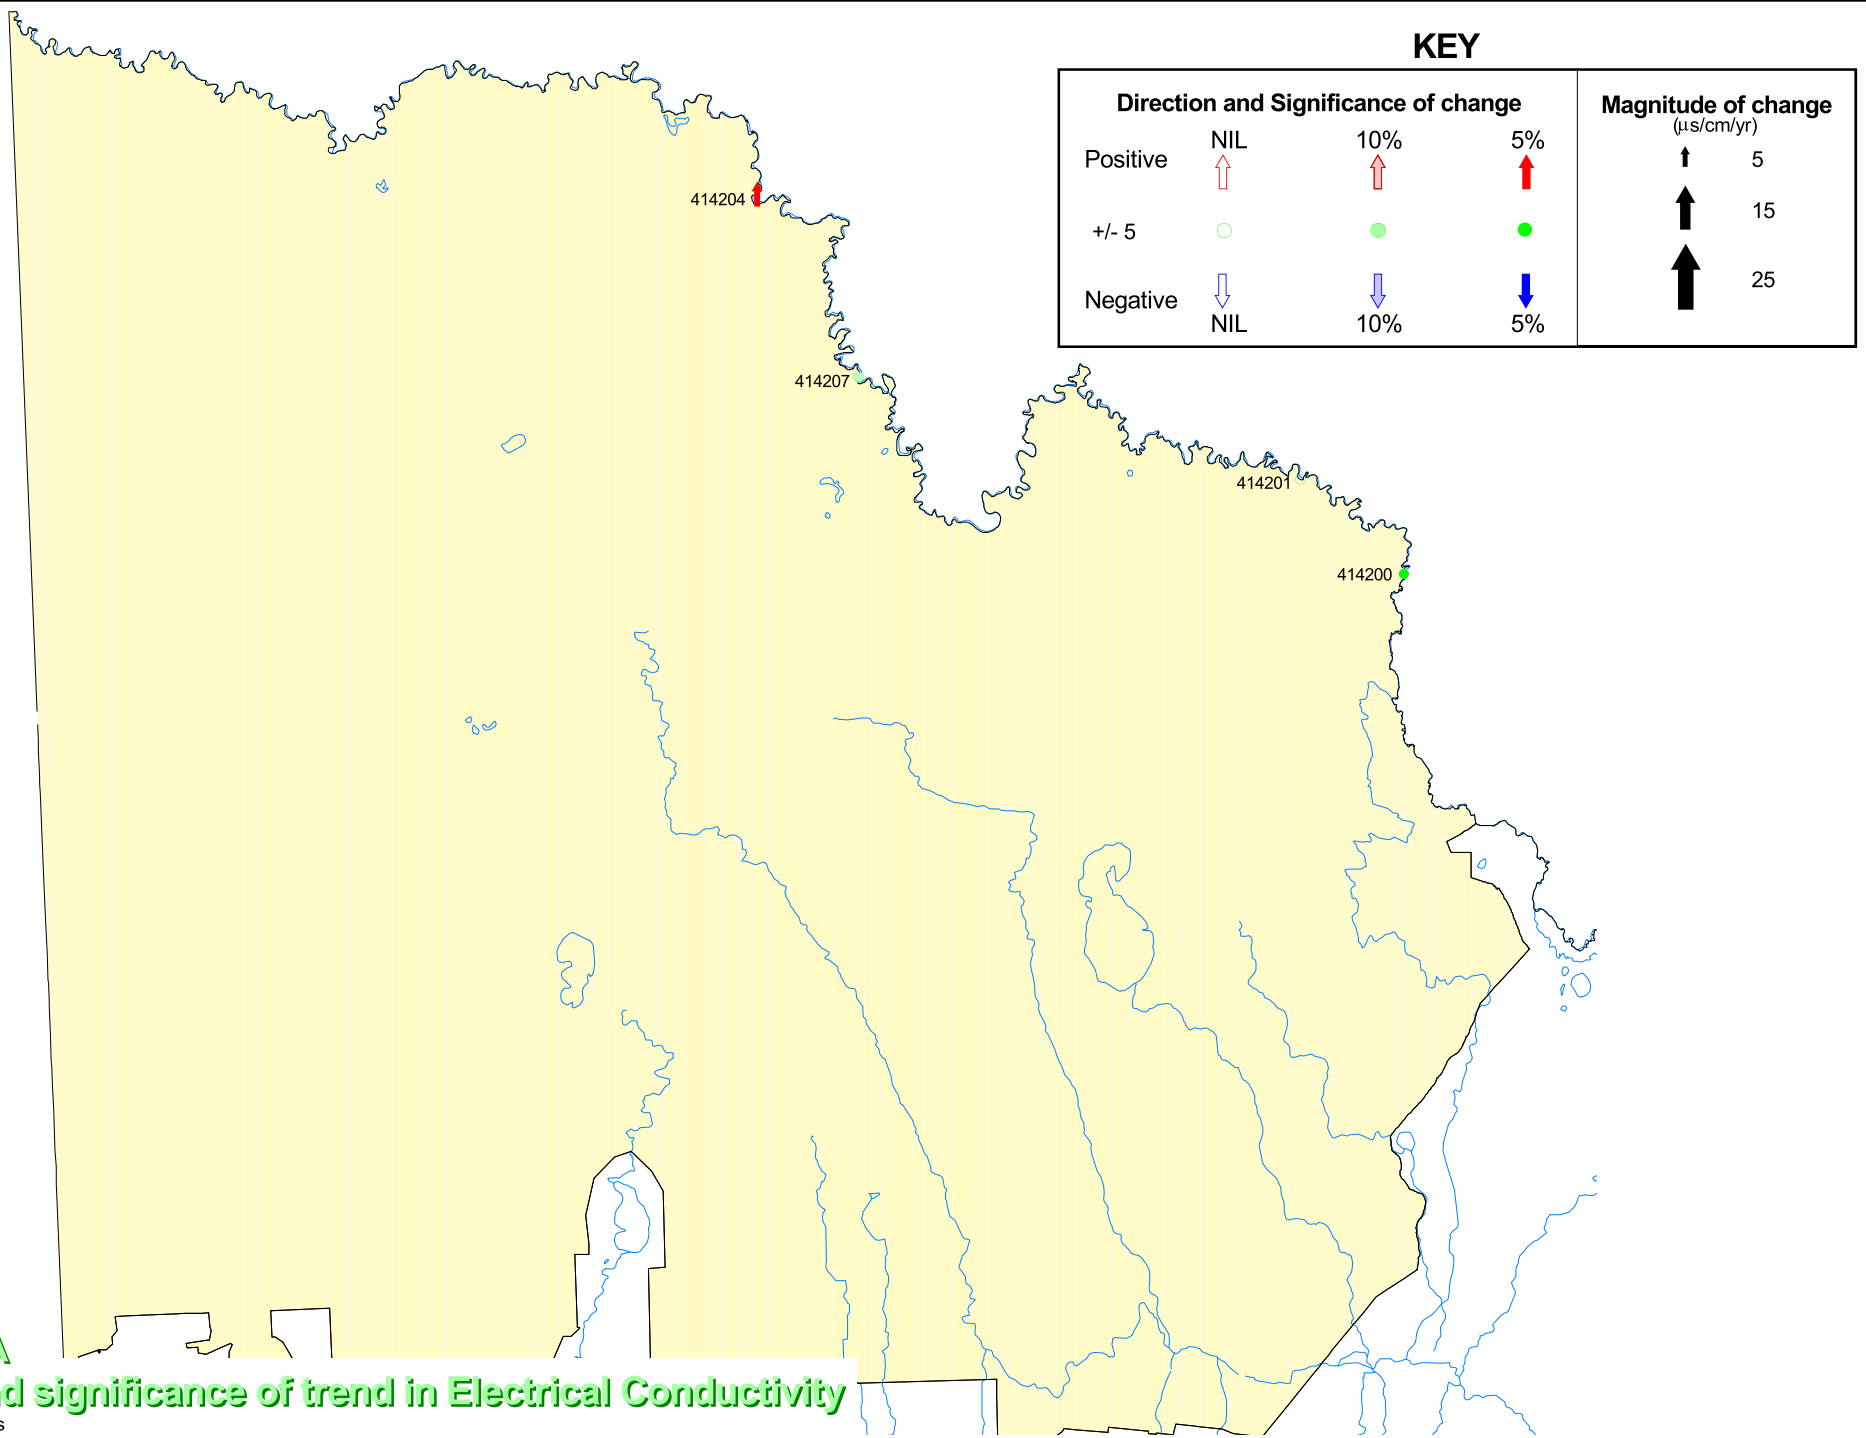 KEY
Direction and Significance of change
NIL 10% 5%
Positive
+/- 5
Negative
NIL 10% 5%
Magnitude of change
(µs/cm/yr)
5
15
25
414204
414207
414201
414200
A
d significance of trend in Electrical Conductivity
s